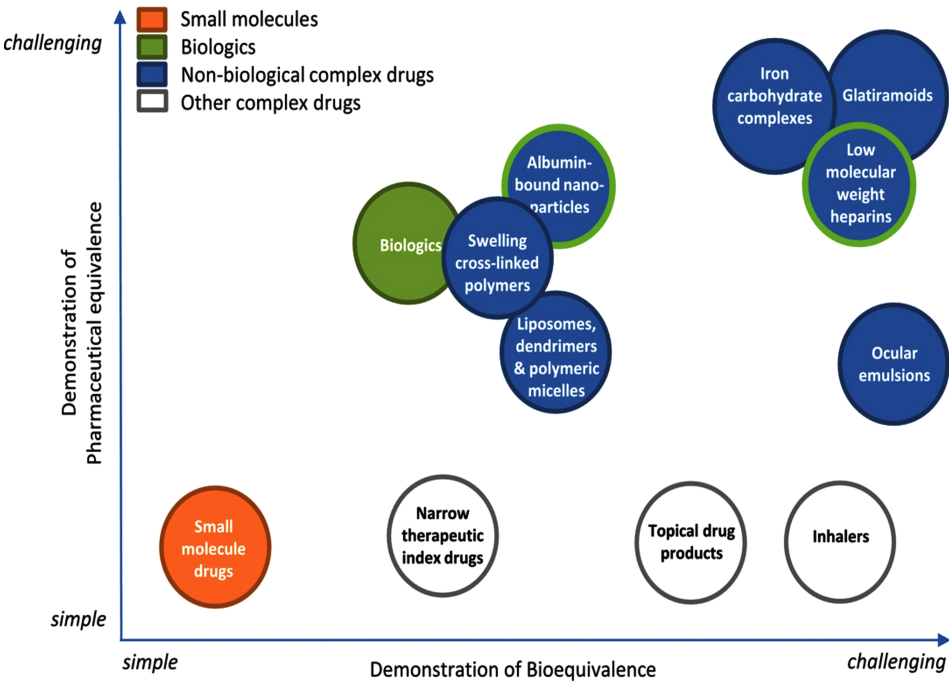 challenging
Small molecules
Biologics
Non-biological complex drugs
Other complex drugs
Iron
carbohydrate
complexes
Glatiramoids
Low
molecular
weight
heparins
Albumin-
bound nano-
particles
Biologics
Swelling
cross-linked
polymers
Liposomes,
dendrimers
& polymeric
micelles
Ocular
emulsions
Demonstration of
Pharmaceutical equivalence
Small
molecule
drugs
Narrow
therapeutic
index drugs
Topical drug
products
Inhalers
simple
simple
Demonstration of Bioequivalence
challenging